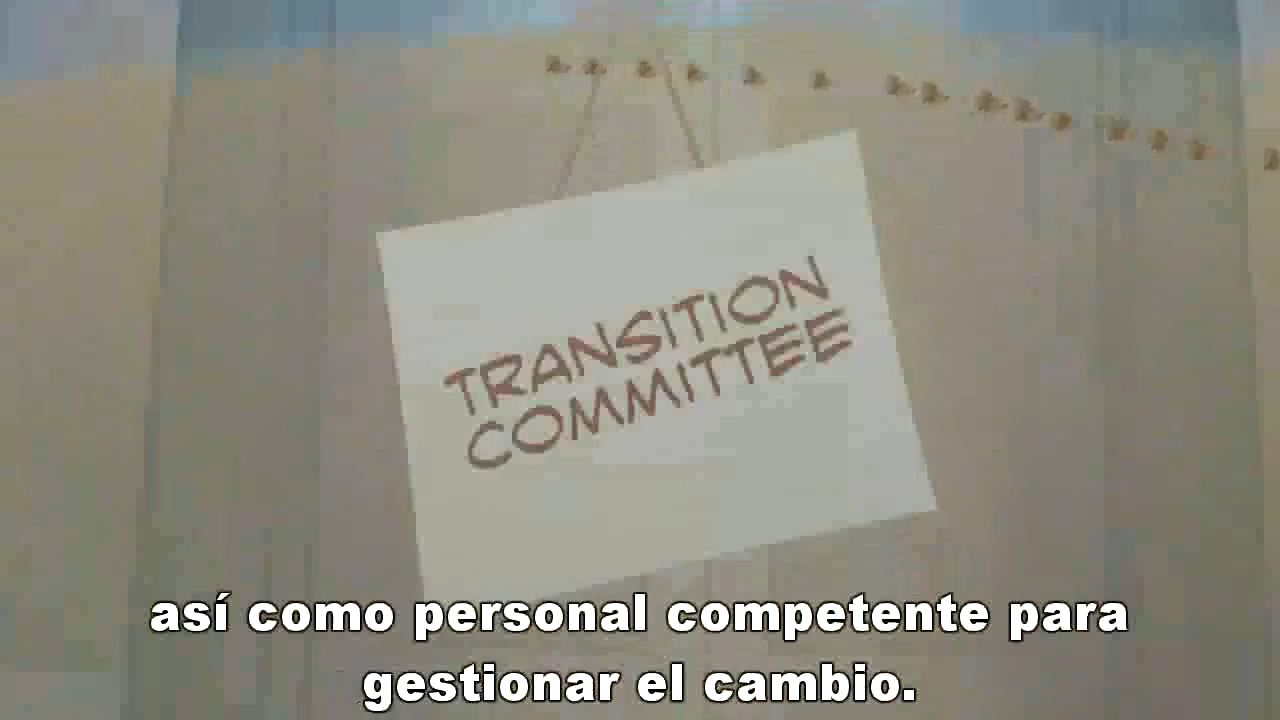 TRANSITION
COMMITTEE
así como personal competente para
gestionar el cambio.